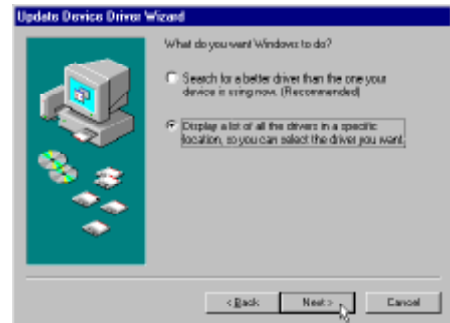 Update Device Driver Wizard
What do you want Windows to do?
Search for a better driver than the one your
device is using now. (Recommended)
Display a list of all the drivers in a specific
location, so you can select the driver you want.
< Back
Next >
Cancel